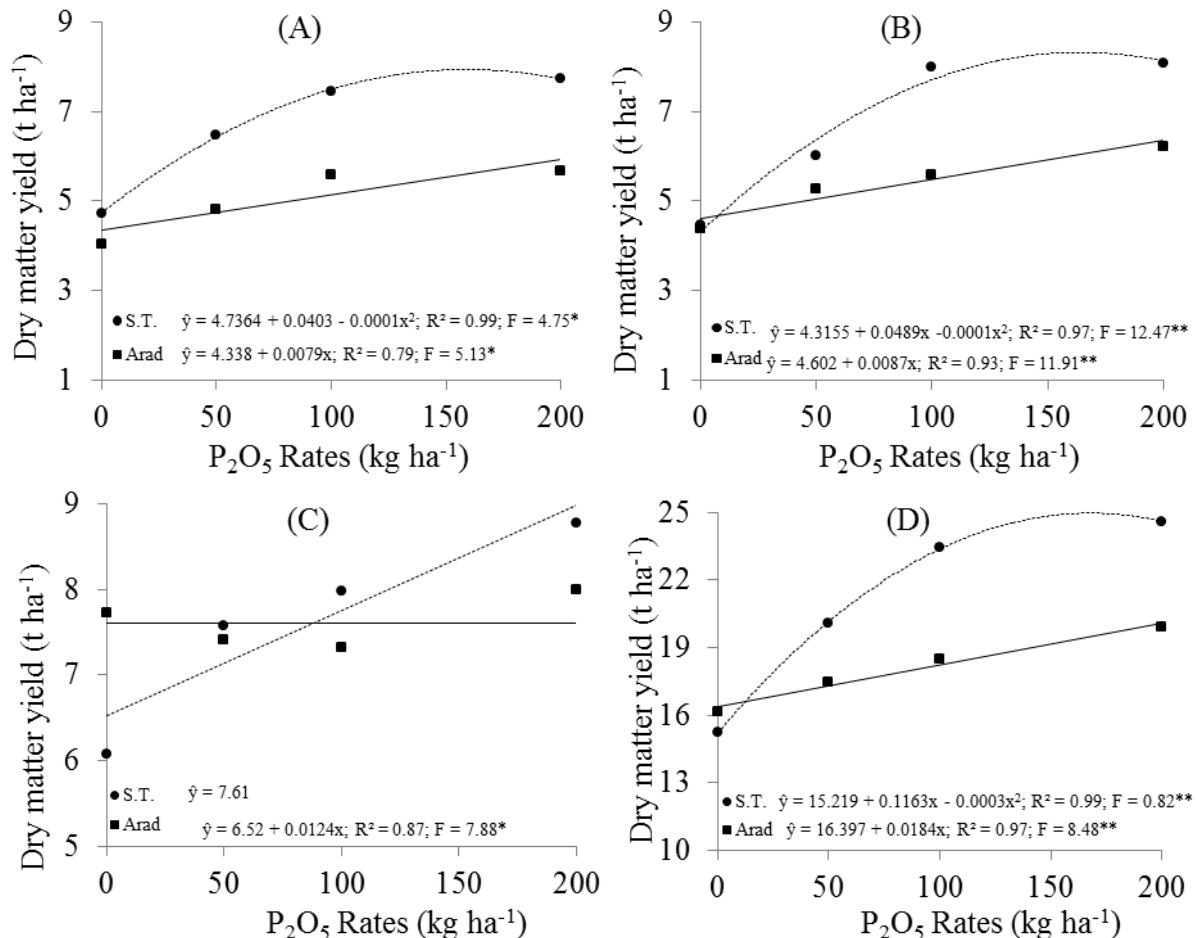 (A)
Dry matter yield (t ha⁻¹)
9
7
5
3
1
● S.T. ŷ = 4.7364 + 0.0403 - 0.0001x²; R² = 0.99; F = 4.75*
■ Arad ŷ = 4.338 + 0.0079x; R² = 0.79; F = 5.13*
0 50 100 150 200
P₂O₅ Rates (kg ha⁻¹)
(B)
Dry matter yield (t ha⁻¹)
9
7
5
3
1
● S.T. ŷ = 4.3155 + 0.0489x -0.0001x²; R² = 0.97; F = 12.47**
■ Arad ŷ = 4.602 + 0.0087x; R² = 0.93; F = 11.91**
0 50 100 150 200
P₂O₅ Rates (kg ha⁻¹)
(C)
Dry matter yield (t ha⁻¹)
9
8
7
6
5
● S.T. ŷ = 7.61
■ Arad ŷ = 6.52 + 0.0124x; R² = 0.87; F = 7.88*
0 50 100 150 200
P₂O₅ Rates (kg ha⁻¹)
(D)
Dry matter yield (t ha⁻¹)
25
22
19
16
13
10
● S.T. ŷ = 15.219 + 0.1163x - 0.0003x²; R² = 0.99; F = 0.82**
■ Arad ŷ = 16.397 + 0.0184x; R² = 0.97; F = 8.48**
0 50 100 150 200
P₂O₅ Rates (kg ha⁻¹)